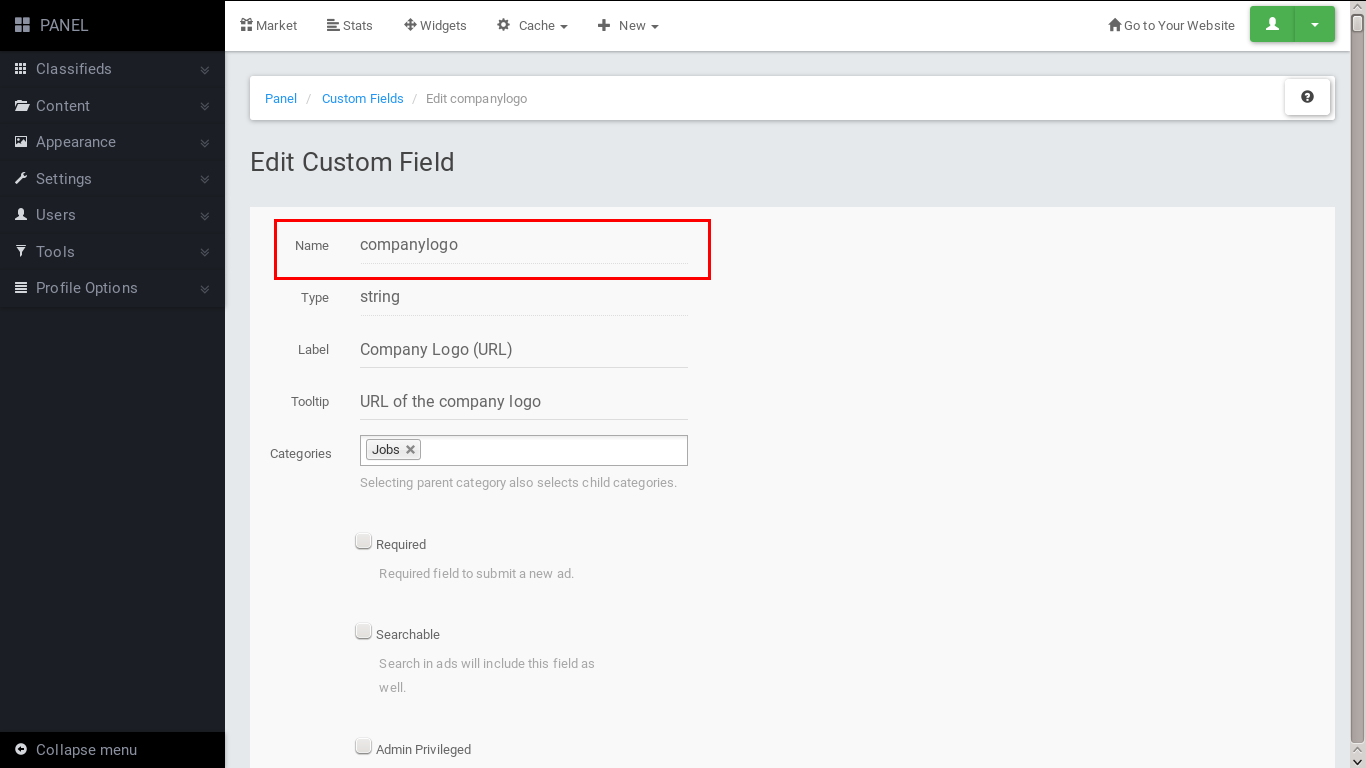 PANEL
Market Stats Widgets Cache New Go to Your Website
Classifieds
Content
Appearance
Settings
Users
Tools
Profile Options
Collapse menu
Panel / Custom Fields / Edit companylogo
Edit Custom Field
Name companylogo
Type string
Label Company Logo (URL)
Tooltip URL of the company logo
Categories Jobs
Selecting parent category also selects child categories.
Required
Required field to submit a new ad.
Searchable
Search in ads will include this field as
well.
Admin Privileged